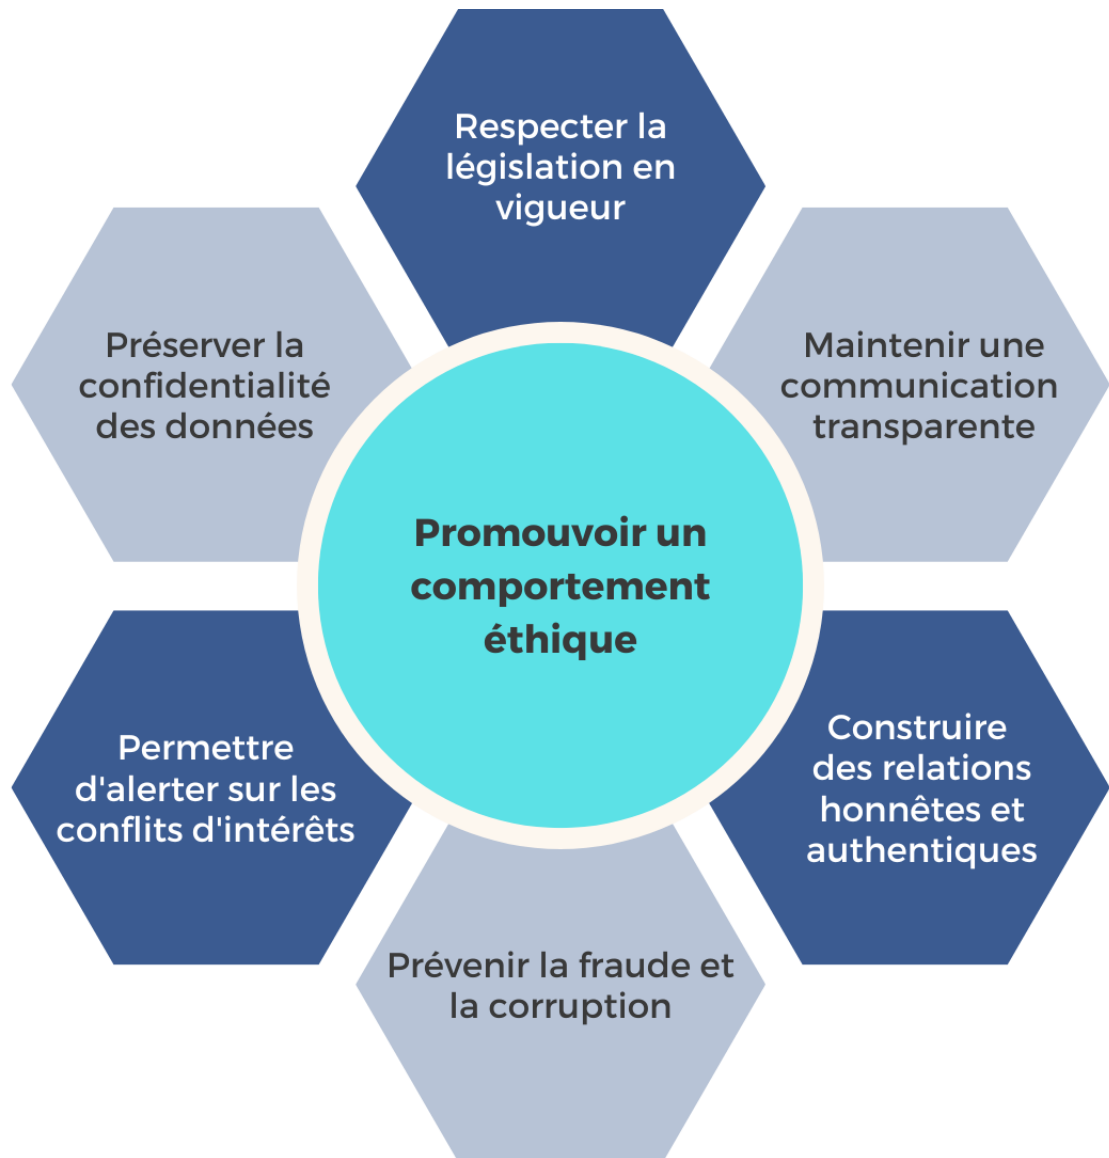 Respecter la
législation en
vigueur
Préserver la
confidentialité
des données
Maintenir une
communication
transparente
Promouvoir un
comportement
éthique
Permettre
d'alerter sur les
conflits d'intérêts
Construire
des relations
honnêtes et
authentiques
Prévenir la fraude et
la corruption